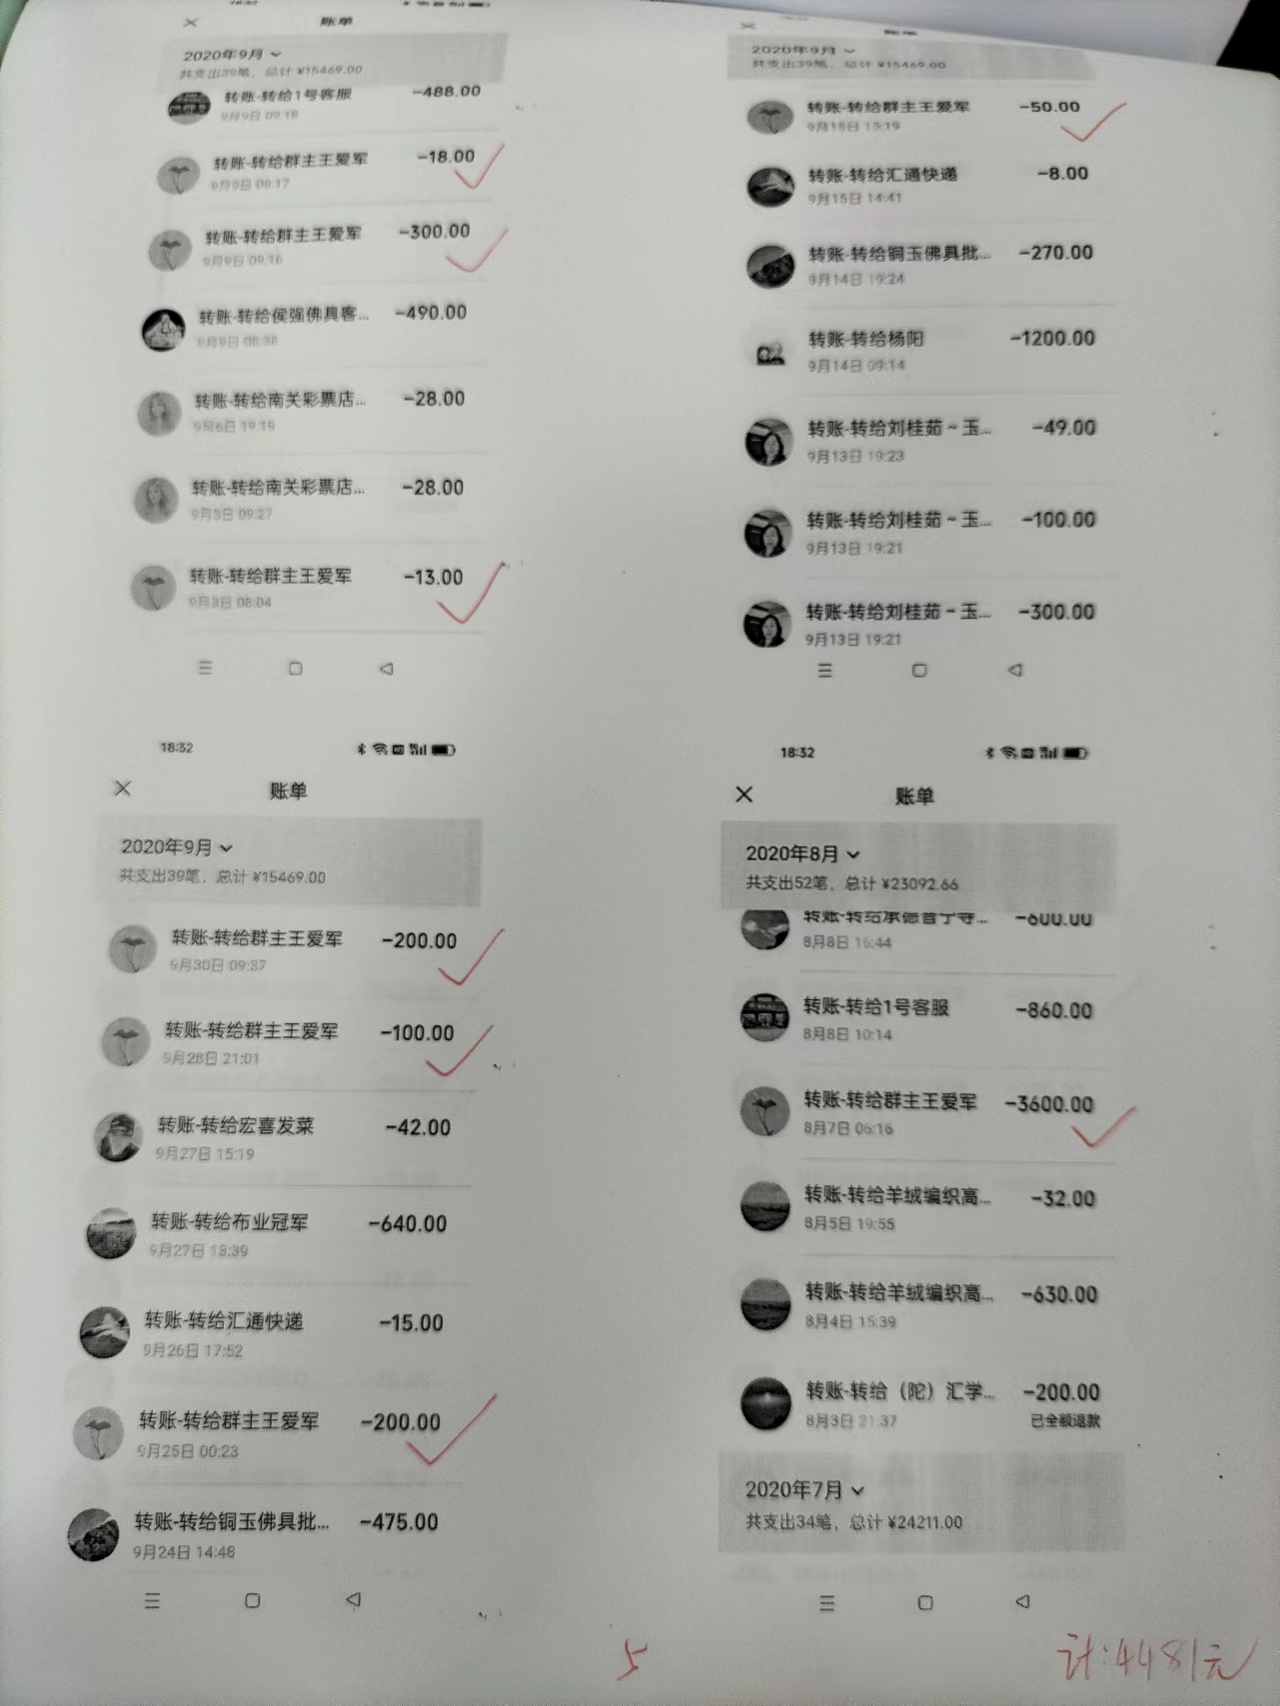 账单
2020年9月
共支出39笔，总计 ¥15469.00
转账-转给1号客服 -488.00
9月9日 09:18
转账-转给群主王爱军 -18.00
9月9日 09:17
转账-转给群主王爱军 -300.00
9月9日 09:16
转账-转给侯强佛具客... -490.00
9月9日 08:38
转账-转给南关彩票店... -28.00
9月6日 19:19
转账-转给南关彩票店... -28.00
9月3日 09:27
转账-转给群主王爱军 -13.00
9月3日 08:04
2020年9月
共支出39笔，总计 ¥15469.00
转账-转给群主王爱军 -50.00
9月15日 15:19
转账-转给汇通快递 -8.00
9月15日 14:41
转账-转给铜玉佛具批... -270.00
9月14日 19:24
转账-转给杨阳 -1200.00
9月14日 09:14
转账-转给刘桂茹~玉... -49.00
9月13日 19:23
转账-转给刘桂茹~玉... -100.00
9月13日 19:21
转账-转给刘桂茹~玉... -300.00
9月13日 19:21
18:32
账单
2020年9月
共支出39笔，总计 ¥15469.00
转账-转给群主王爱军 -200.00
9月30日 09:37
转账-转给群主王爱军 -100.00
9月28日 21:01
转账-转给宏喜发菜 -42.00
9月27日 15:19
转账-转给布业冠军 -640.00
9月27日 13:39
转账-转给汇通快递 -15.00
9月26日 17:52
转账-转给群主王爱军 -200.00
9月25日 00:23
转账-转给铜玉佛具批... -475.00
9月24日 14:48
18:32
账单
2020年8月
共支出52笔，总计 ¥23092.66
转账-转给承德普宁寺... -600.00
8月8日 15:44
转账-转给1号客服 -860.00
8月8日 10:14
转账-转给群主王爱军 -3600.00
8月7日 06:16
转账-转给羊绒编织高... -32.00
8月5日 19:55
转账-转给羊绒编织高... -630.00
8月4日 15:39
转账-转给（陀）汇学... -200.00
8月3日 21:37 已全额退款
2020年7月
共支出34笔，总计 ¥24211.00
5
计:4481元